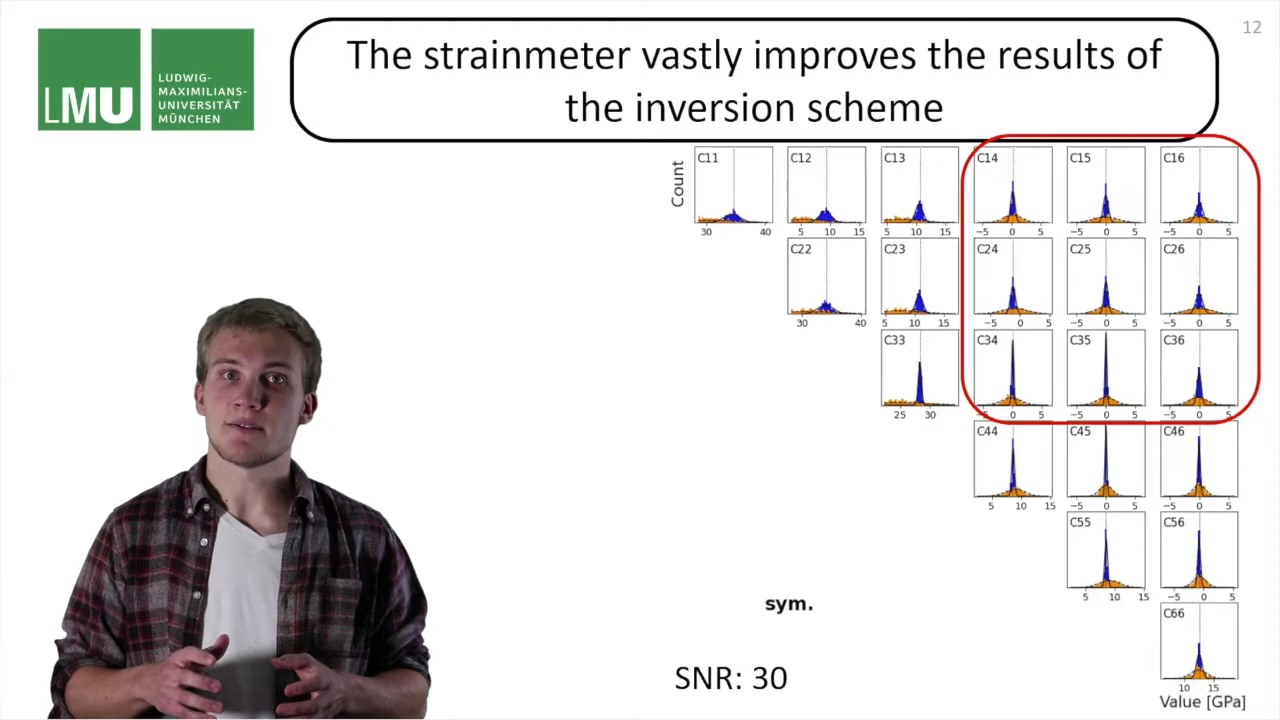 12
The strainmeter vastly improves the results of
the inversion scheme
LMU
LUDWIG-
MAXIMILIANS-
UNIVERSITÄT
MÜNCHEN
Count
C11 C12 C13 C14 C15 C16
30 40 5 10 15 5 10 15 −5 0 5 −5 0 5 −5 0 5
C22 C23 C24 C25 C26
30 40 5 10 15 −5 0 5 −5 0 5 −5 0 5
C33 C34 C35 C36
25 30 −5 0 5 −5 0 5 −5 0 5
C44 C45 C46
5 10 15 −5 0 5 −5 0 5
C55 C56
5 10 15 −5 0 5
sym.
C66
10 15
SNR: 30
Value [GPa]